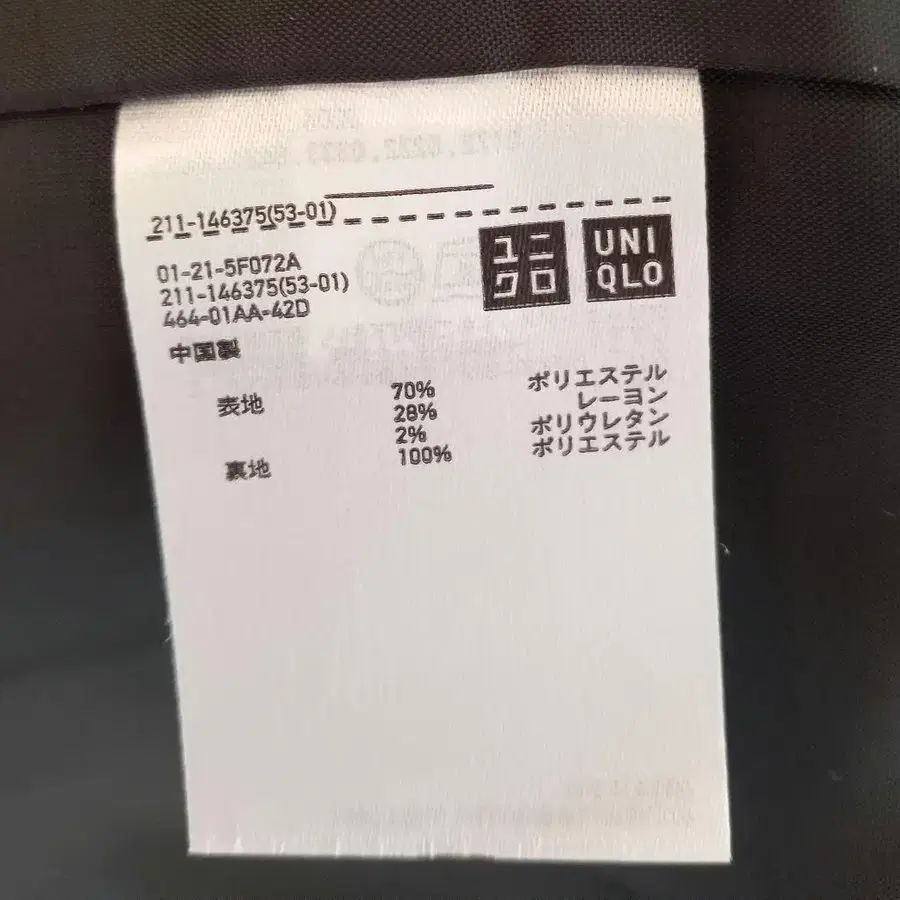 211-146375(53-01)
ユニ
クロ
UNI
QLO
01-21-5F072A
211-146375(53-01)
464-01AA-42D
中国製
表地 70% ポリエステル
28% レーヨン
2% ポリウレタン
裏地 100% ポリエステル